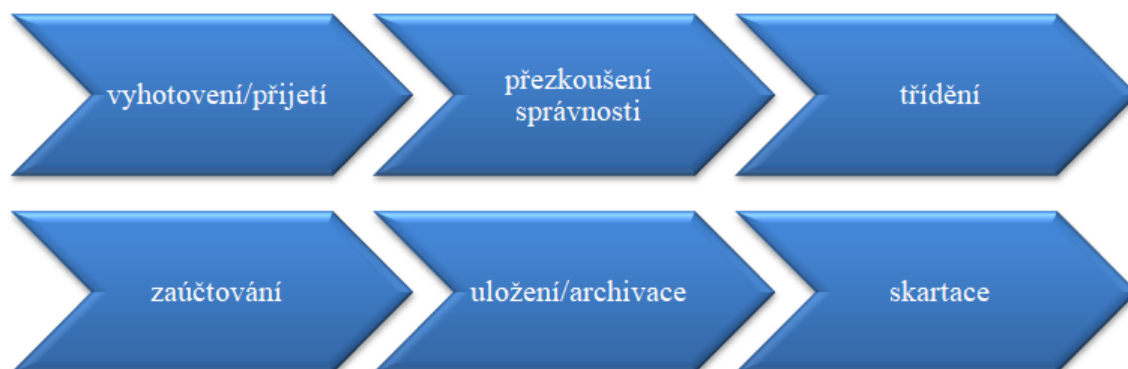 vyhotovení/přijetí
přezkoušení
správnosti
třídění
zaúčtování
uložení/archivace
skartace